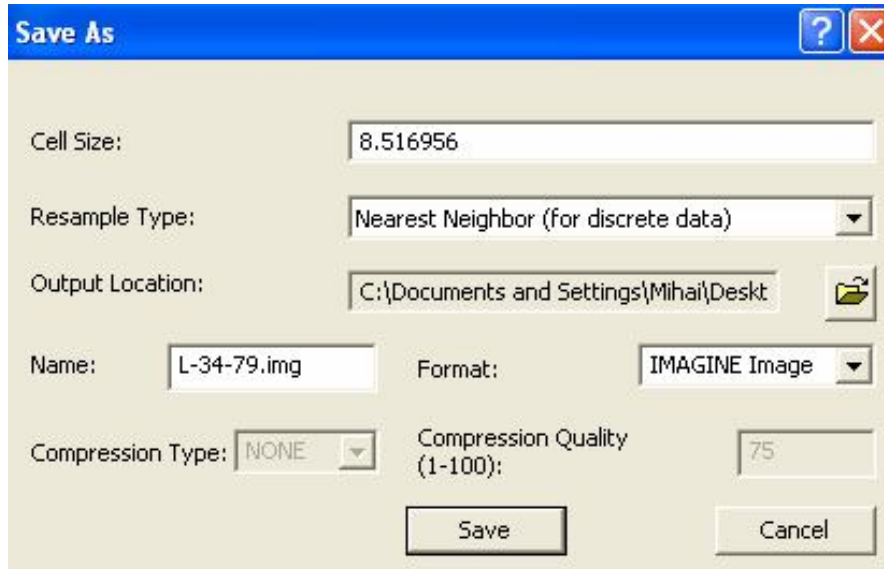 Save As
Cell Size: 8.516956
Resample Type: Nearest Neighbor (for discrete data)
Output Location: C:\Documents and Settings\Mihai\Deskt
Name: L-34-79.img Format: IMAGINE Image
Compression Type: NONE Compression Quality
(1-100): 75
Save Cancel